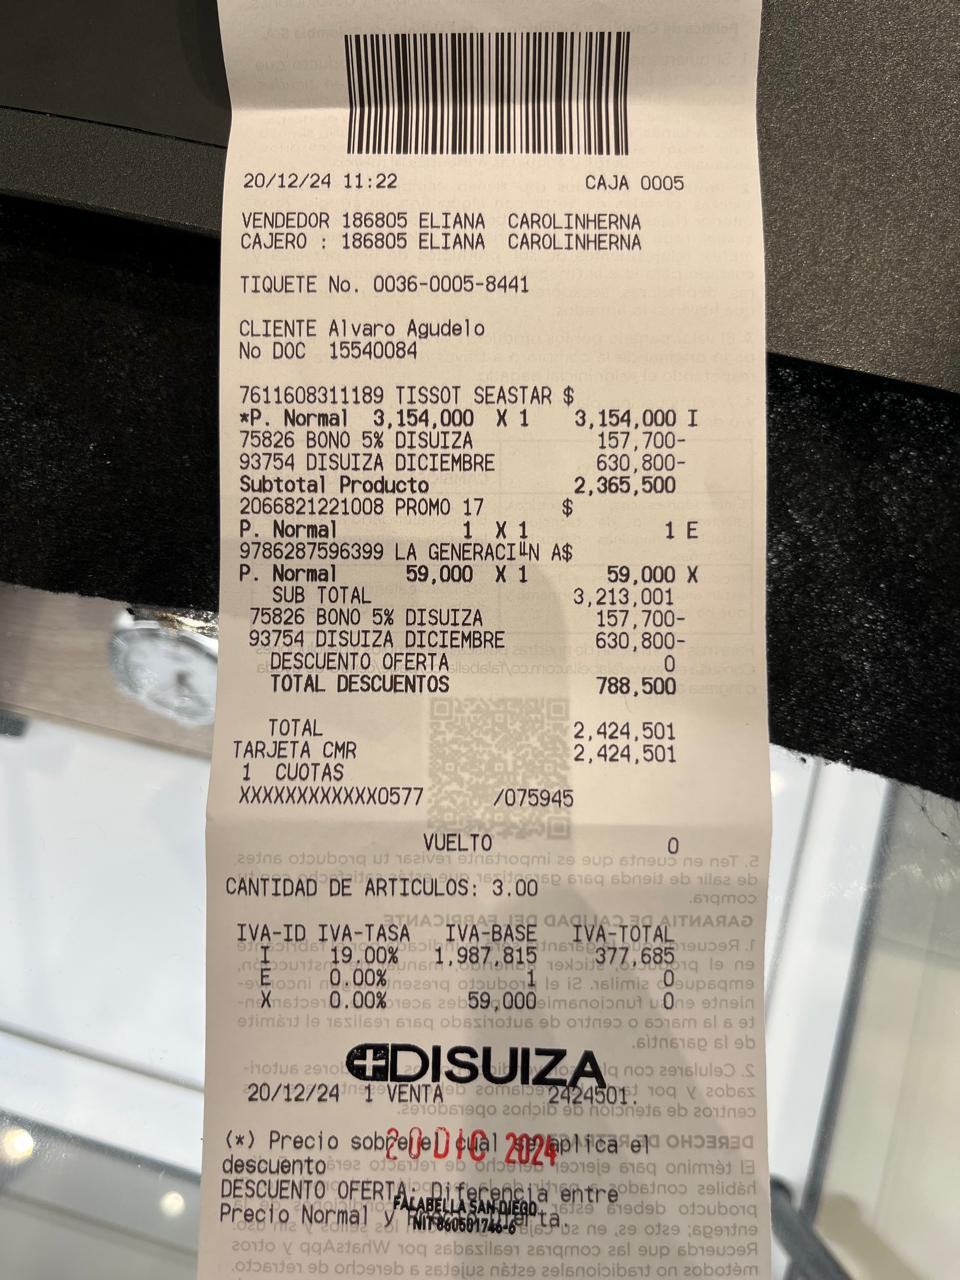 20/12/24 11:22 CAJA 0005
VENDEDOR 186805 ELIANA CAROLINHERNA
CAJERO : 186805 ELIANA CAROLINHERNA
TIQUETE No. 0036-0005-8441
CLIENTE Alvaro Agudelo
No DOC 15540084
7611608311189 TISSOT SEASTAR $
*P. Normal 3,154,000 X 1 3,154,000 I
75826 BONO 5% DISUIZA 157,700-
93754 DISUIZA DICIEMBRE 630,800-
Subtotal Producto 2,365,500
2066821221008 PROMO 17 $
P. Normal 1 X 1 1 E
9786287596399 LA A$
P. Normal 59,000 X 1 59,000 X
SUB TOTAL 3,213,001
75826 BONO 5% DISUIZA 157,700-
93754 DISUIZA DICIEMBRE 630,800-
DESCUENTO OFERTA 0
TOTAL DESCUENTOS 788,500
TOTAL 2,424,501
TARJETA CMR 2,424,501
1 CUOTAS
XXXXXXXXXXXX0577 /075945
VUELTO 0
CANTIDAD DE ARTICULOS: 3.00
IVA-ID IVA-TASA IVA-BASE IVA-TOTAL
I 19.00% 1,987,815 377,685
E 0.00% 1 0
X 0.00% 59,000 0
DISUIZA
20/12/24 1 VENTA 2424501.
(*) Precio sobre el cual se aplica el
20 DIC 2024
descuento
DESCUENTO OFERTA: Diferencia entre
Precio Normal y
FALABELLA SAN DIEGO
NIT 860501746-6